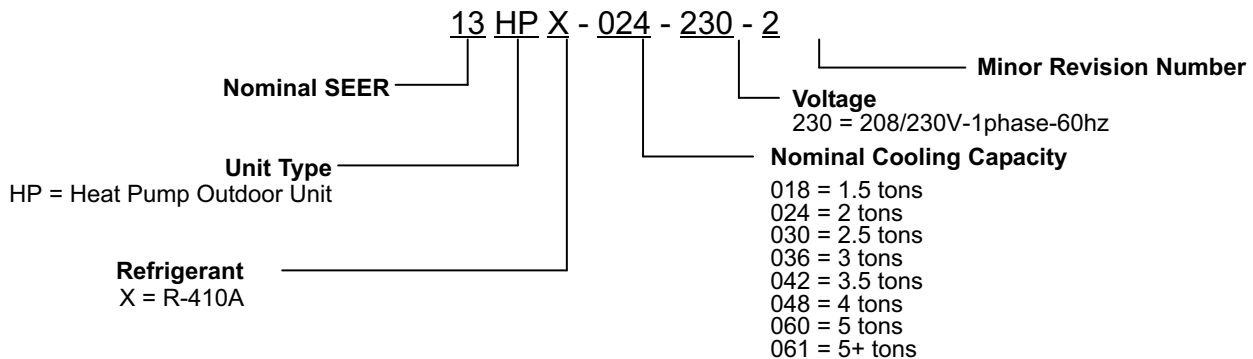 13 HP X - 024 - 230 - 2
Minor Revision Number
Nominal SEER
Voltage
230 = 208/230V-1phase-60hz
Unit Type
HP = Heat Pump Outdoor Unit
Nominal Cooling Capacity
018 = 1.5 tons
024 = 2 tons
030 = 2.5 tons
036 = 3 tons
042 = 3.5 tons
048 = 4 tons
060 = 5 tons
061 = 5+ tons
Refrigerant
X = R-410A